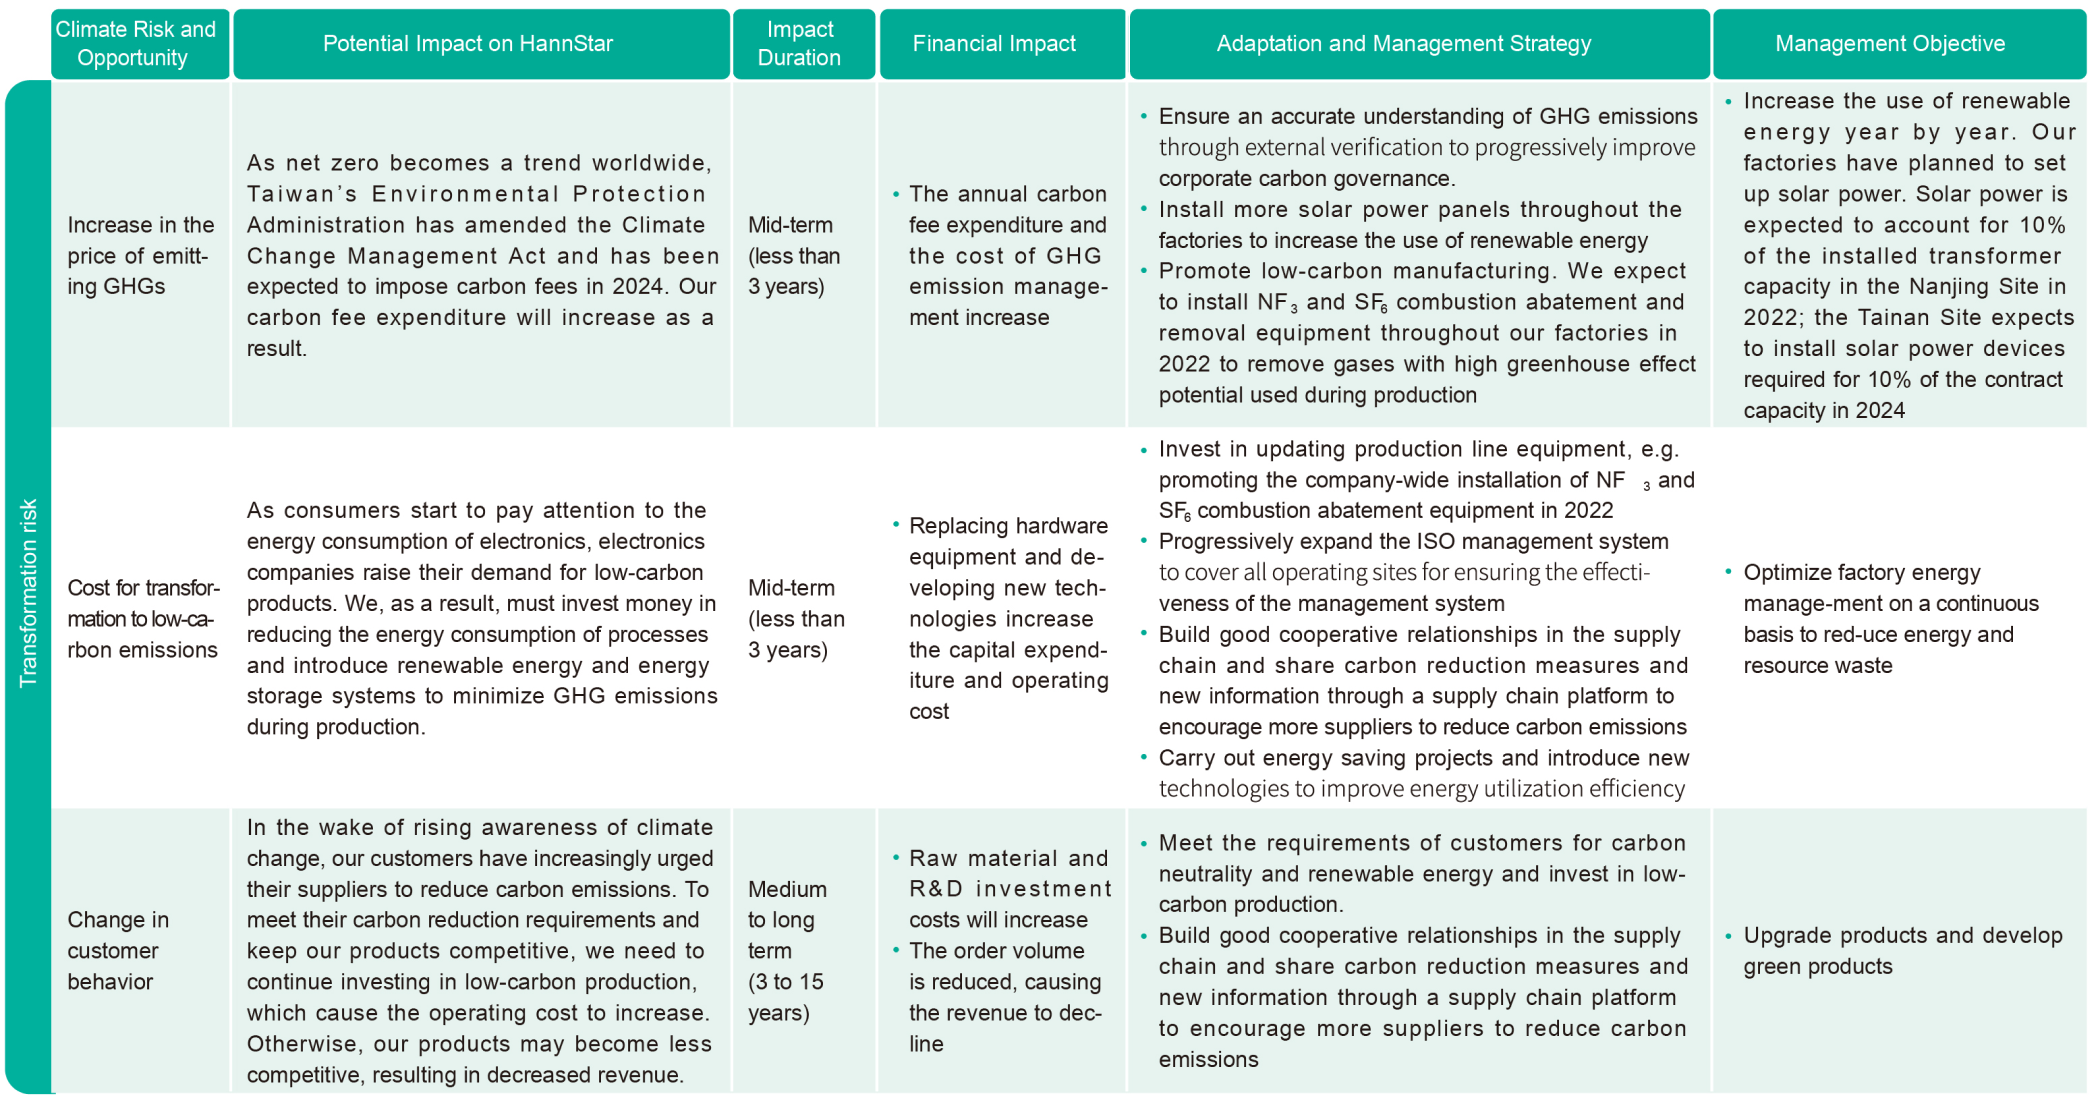 Climate Risk and
Opportunity
Potential Impact on HannStar
Impact
Duration
Financial Impact
Adaptation and Management Strategy
Management Objective
Transformation risk
Increase in the
price of emitt-
ing GHGs
As net zero becomes a trend worldwide,
Taiwan's Environmental Protection
Administration has amended the Climate
Change Management Act and has been
expected to impose carbon fees in 2024. Our
carbon fee expenditure will increase as a
result.
Mid-term
(less than
3 years)
• The annual carbon
fee expenditure and
the cost of GHG
emission manage-
ment increase
• Ensure an accurate understanding of GHG emissions
through external verification to progressively improve
corporate carbon governance.
• Install more solar power panels throughout the
factories to increase the use of renewable energy
• Promote low-carbon manufacturing. We expect
to install NF₃ and SF₆ combustion abatement and
removal equipment throughout our factories in
2022 to remove gases with high greenhouse effect
potential used during production
• Increase the use of renewable
energy year by year. Our
factories have planned to set
up solar power. Solar power is
expected to account for 10%
of the installed transformer
capacity in the Nanjing Site in
2022; the Tainan Site expects
to install solar power devices
required for 10% of the contract
capacity in 2024
Cost for transfor-
mation to low-ca-
rbon emissions
As consumers start to pay attention to the
energy consumption of electronics, electronics
companies raise their demand for low-carbon
products. We, as a result, must invest money in
reducing the energy consumption of processes
and introduce renewable energy and energy
storage systems to minimize GHG emissions
during production.
Mid-term
(less than
3 years)
• Replacing hardware
equipment and de-
veloping new tech-
nologies increase
the capital expend-
iture and operating
cost
• Invest in updating production line equipment, e.g.
promoting the company-wide installation of NF ₃ and
SF₆ combustion abatement equipment in 2022
• Progressively expand the ISO management system
to cover all operating sites for ensuring the effecti-
veness of the management system
• Build good cooperative relationships in the supply
chain and share carbon reduction measures and
new information through a supply chain platform to
encourage more suppliers to reduce carbon emissions
• Carry out energy saving projects and introduce new
technologies to improve energy utilization efficiency
• Optimize factory energy
manage-ment on a continuous
basis to red-uce energy and
resource waste
Change in
customer
behavior
In the wake of rising awareness of climate
change, our customers have increasingly urged
their suppliers to reduce carbon emissions. To
meet their carbon reduction requirements and
keep our products competitive, we need to
continue investing in low-carbon production,
which cause the operating cost to increase.
Otherwise, our products may become less
competitive, resulting in decreased revenue.
Medium
to long
term
(3 to 15
years)
• Raw material and
R&D investment
costs will increase
• The order volume
is reduced, causing
the revenue to dec-
line
• Meet the requirements of customers for carbon
neutrality and renewable energy and invest in low-
carbon production.
• Build good cooperative relationships in the supply
chain and share carbon reduction measures and
new information through a supply chain platform
to encourage more suppliers to reduce carbon
emissions
• Upgrade products and develop
green products